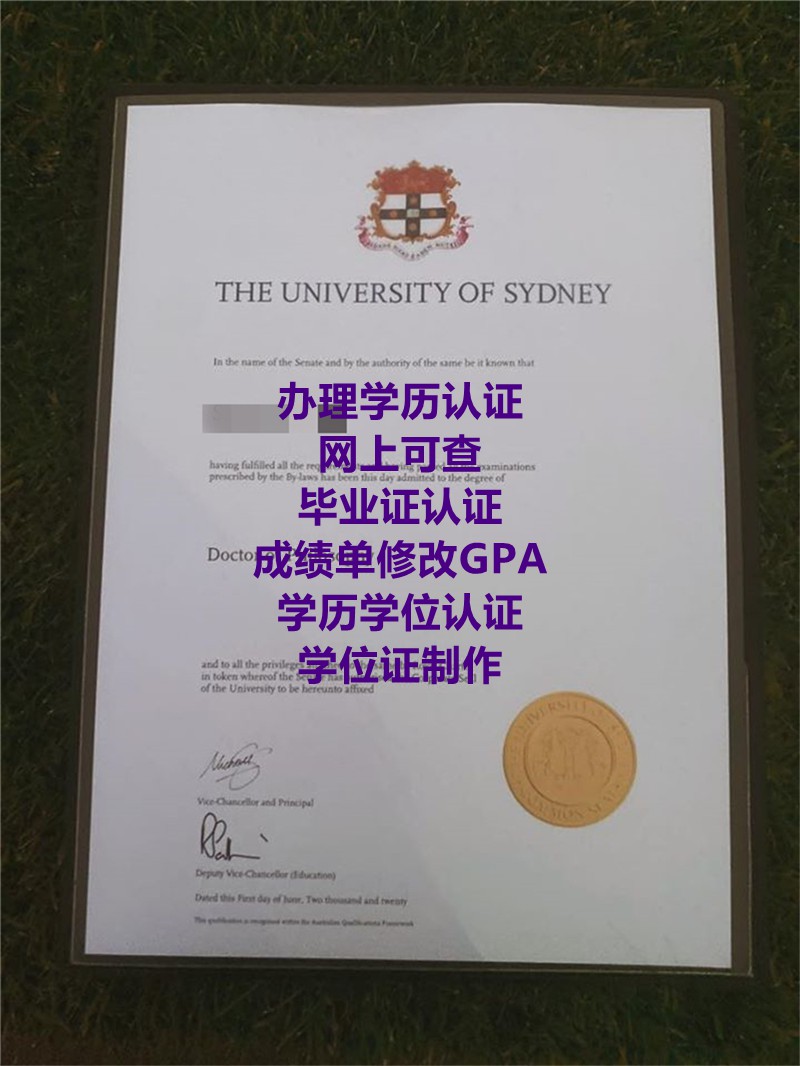 THE UNIVERSITY OF SYDNEY
In the name of the Senate and by the authority of the same be it known that
办理学历认证
网上可查
having fulfilled all the examinations
prescribed by the By-laws has been this day admitted to the degree of
毕业证认证
成绩单修改GPA
学历学位认证
and to all the privileges
学位证制作
in token whereof the
of the University to be hereunto affixed
Vice-Chancellor and Principal
Deputy Vice-Chancellor (Education)
Dated this First day of June, Two thousand and twenty
This qualification is recognised within the Australian Qualifications Framework